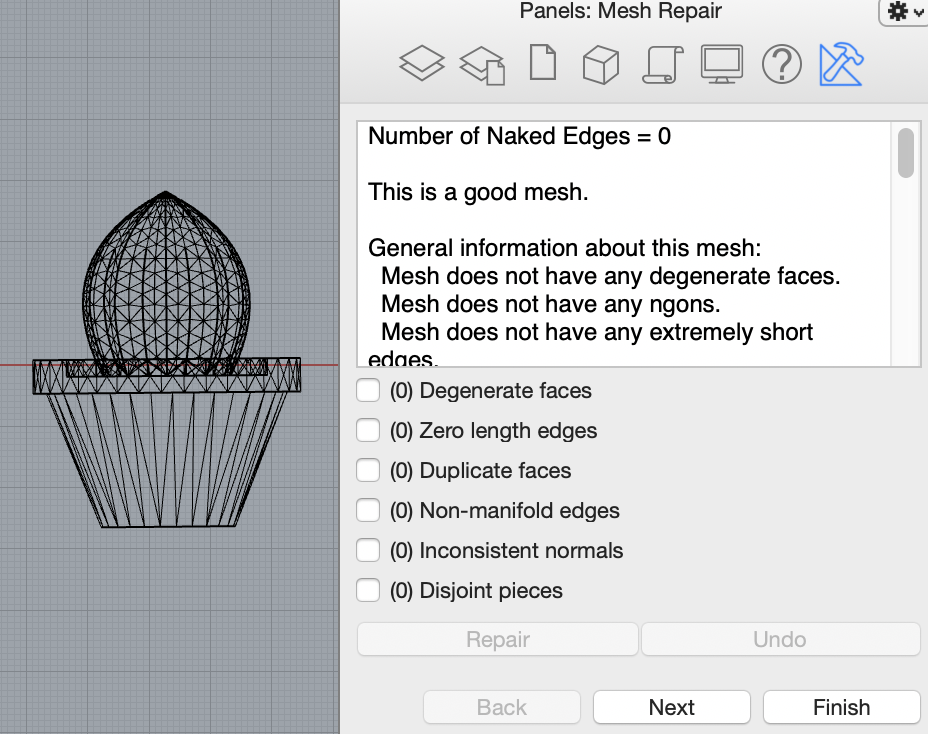 Panels: Mesh Repair
Number of Naked Edges = 0
This is a good mesh.
General information about this mesh:
Mesh does not have any degenerate faces.
Mesh does not have any ngons.
Mesh does not have any extremely short
edges.
(0) Degenerate faces
(0) Zero length edges
(0) Duplicate faces
(0) Non-manifold edges
(0) Inconsistent normals
(0) Disjoint pieces
Repair Undo
Back Next Finish